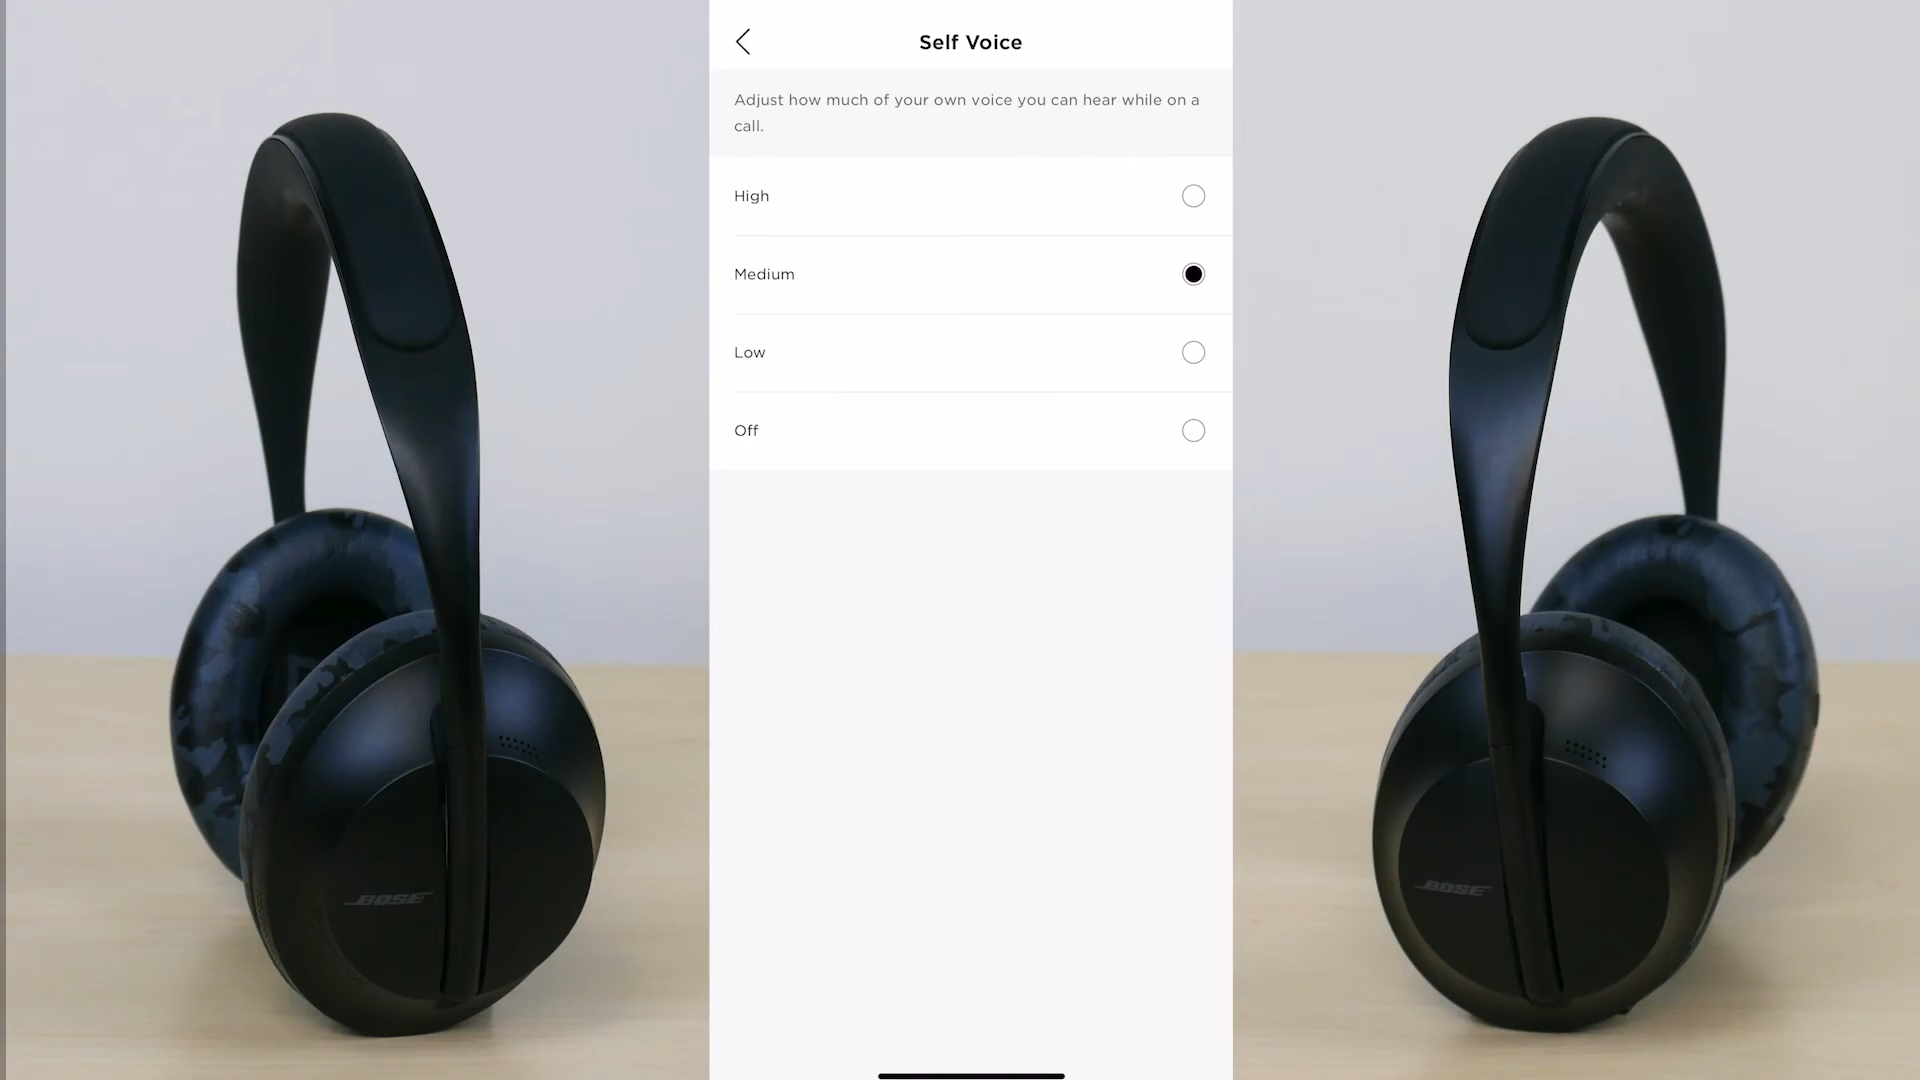 Self Voice
Adjust how much of your own voice you can hear while on a
call.
High
Medium
Low
Off
BOSE
BOSE